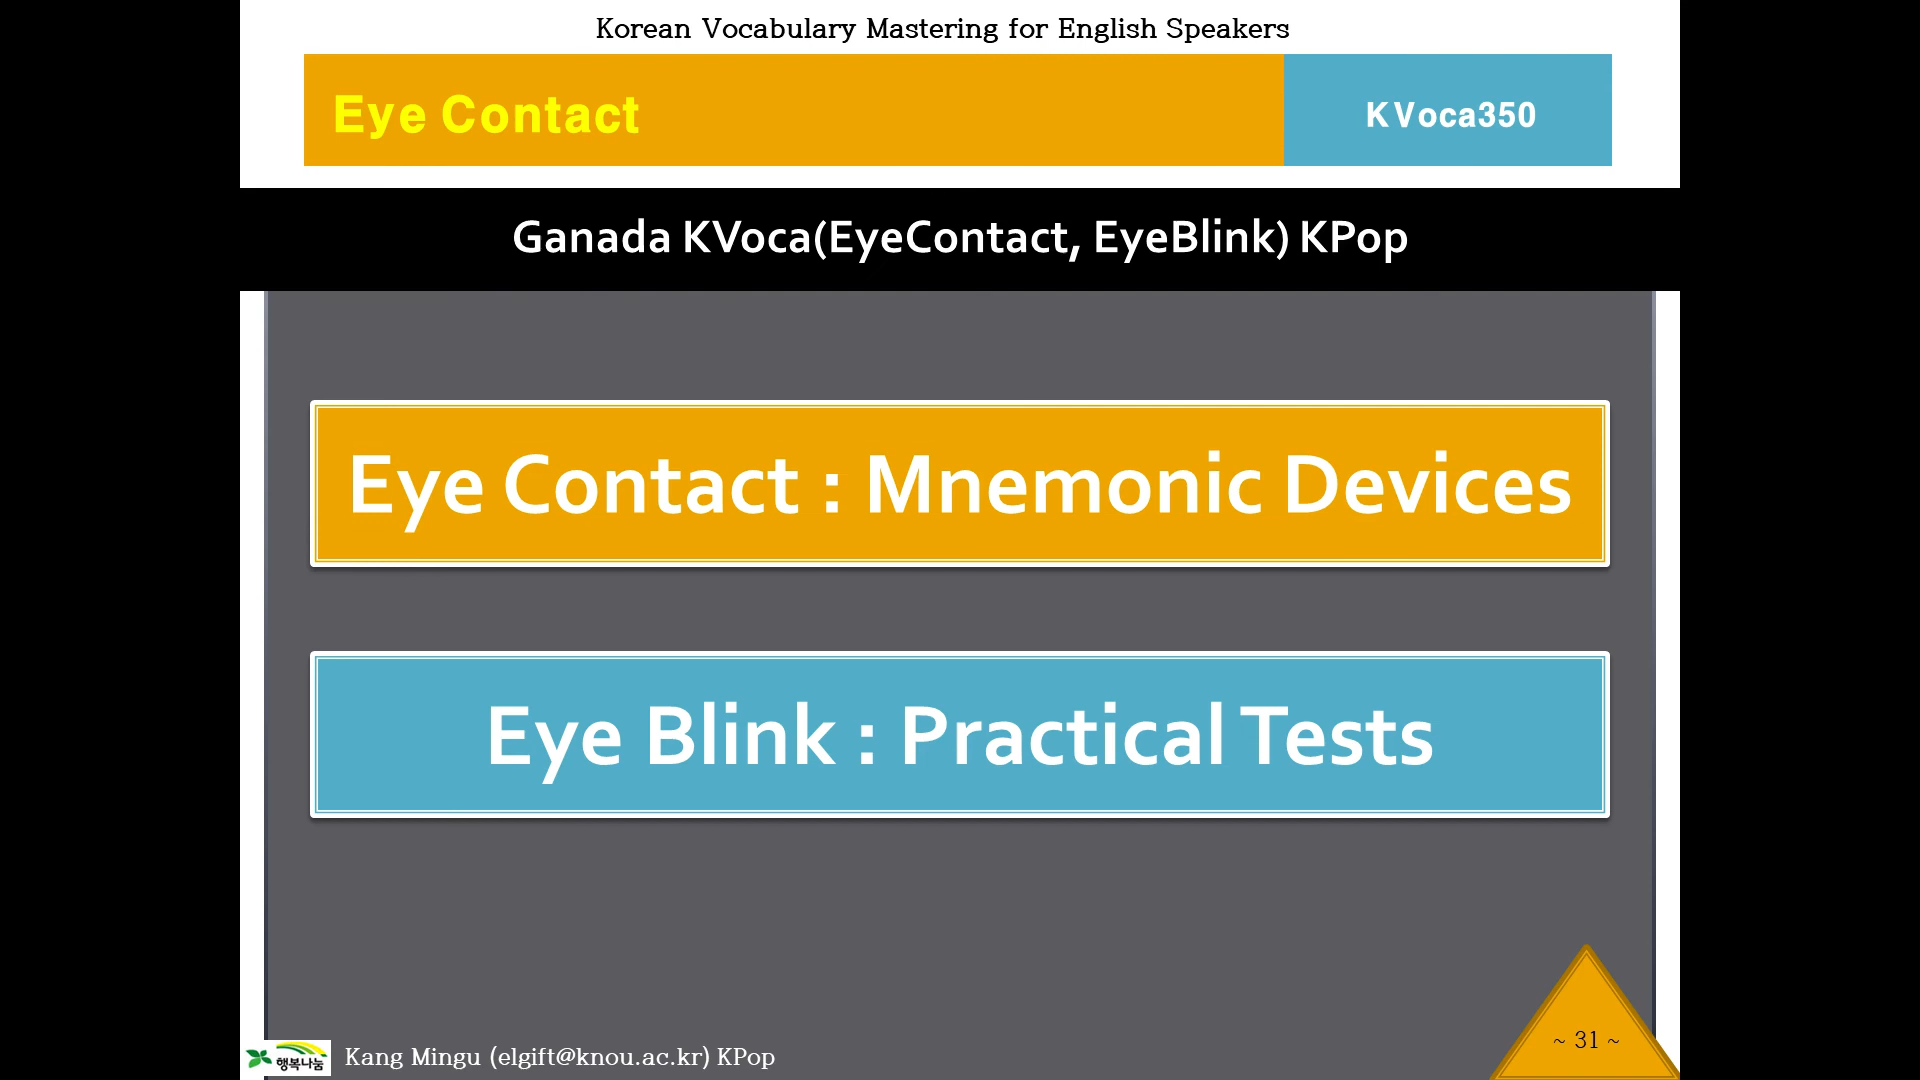 Korean Vocabulary Mastering for English Speakers
Eye Contact
KVoca350
Ganada KVoca(EyeContact, EyeBlink) KPop
Eye Contact : Mnemonic Devices
Eye Blink : Practical Tests
행복나눔
Kang Mingu (elgift@knou.ac.kr) KPop
~ 31 ~